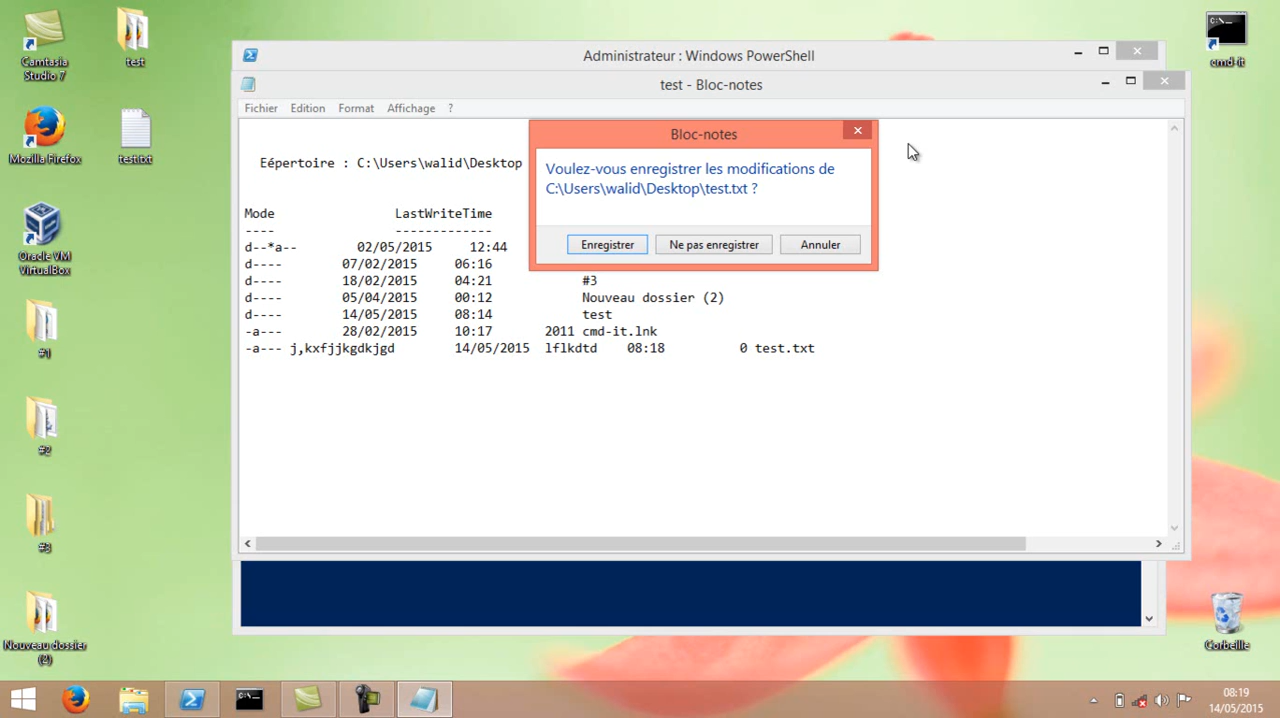 Camtasia
Studio 7
test
cmd-it
Mozilla Firefox
test.txt
Oracle VM
VirtualBox
#1
#2
#3
Nouveau dossier
(2)
Corbeille
Administrateur : Windows PowerShell
test - Bloc-notes
Fichier Edition Format Affichage ?
Eépertoire : C:\Users\walid\Desktop
Mode LastWriteTime
---- -------------
d--*a-- 02/05/2015 12:44
d---- 07/02/2015 06:16
d---- 18/02/2015 04:21 #3
d---- 05/04/2015 00:12 Nouveau dossier (2)
d---- 14/05/2015 08:14 test
-a--- 28/02/2015 10:17 2011 cmd-it.lnk
-a--- j,kxfjjkgdkjgd 14/05/2015 lflkdtd 08:18 0 test.txt
Bloc-notes
Voulez-vous enregistrer les modifications de
C:\Users\walid\Desktop\test.txt ?
Enregistrer Ne pas enregistrer Annuler
08:19
14/05/2015